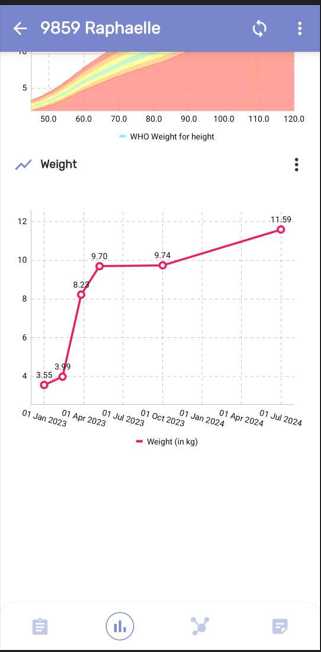 9859 Raphaelle
10
5
50.0 60.0 70.0 80.0 90.0 100.0 110.0 120.0
WHO Weight for height
Weight
12
10
8
6
4
3.55 3.99 8.23 9.70 9.74 11.59
01 Jan 2023 01 Apr 2023 01 Jul 2023 01 Oct 2023 01 Jan 2024 01 Apr 2024 01 Jul 2024
Weight (in kg)